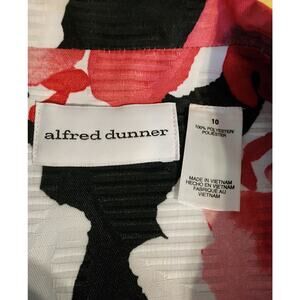 alfred dunner
10
100% POLYESTER
POLIÉSTER
MADE IN VIETNAM
HECHO EN VIETNAM
FABRIQUÉ AU
VIETNAM